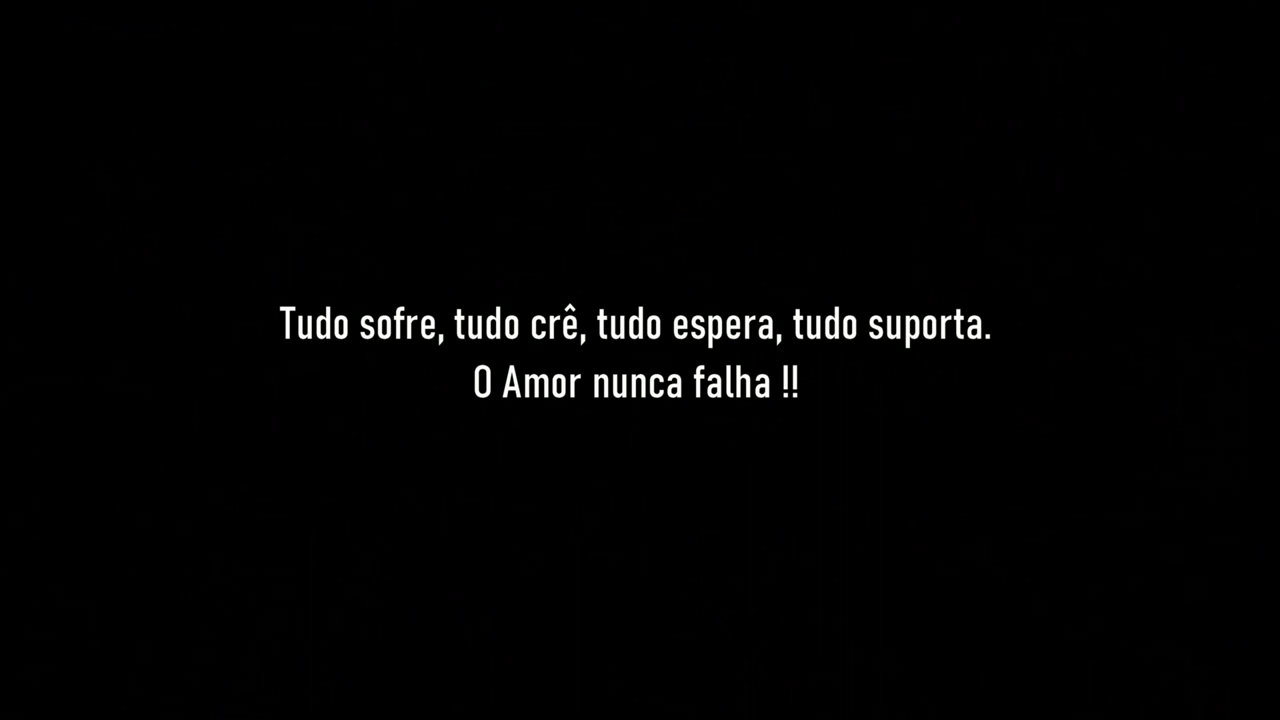 Tudo sofre, tudo crê, tudo espera, tudo suporta.
O Amor nunca falha !!